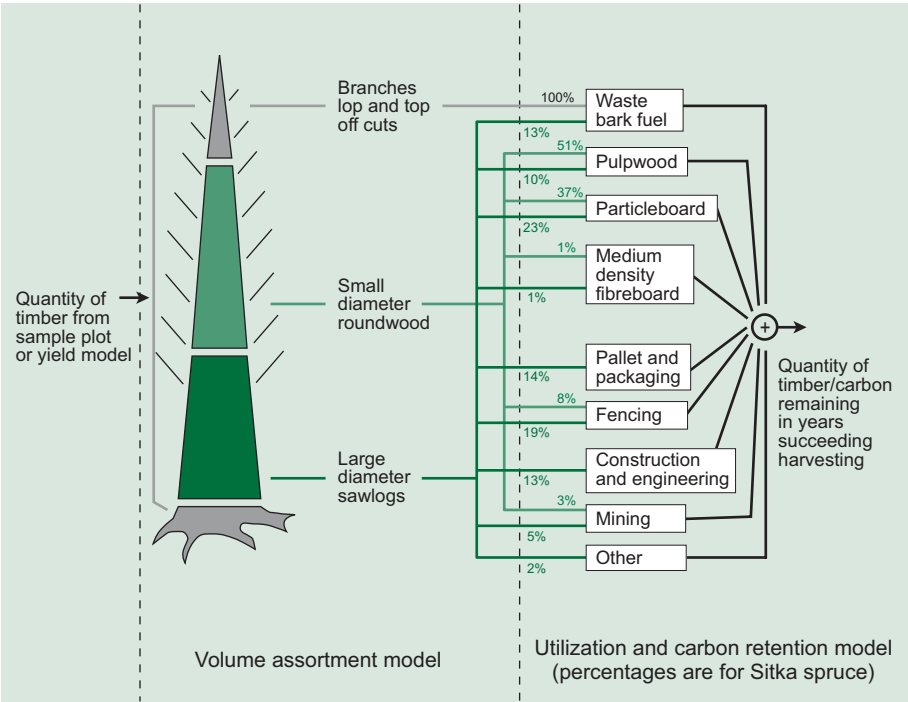 Quantity of
timber from
sample plot
or yield model
Branches
lop and top
off cuts
Small
diameter
roundwood
Large
diameter
sawlogs
100%
13%
51%
10%
37%
23%
1%
1%
14%
8%
19%
13%
3%
5%
2%
Waste
bark fuel
Pulpwood
Particleboard
Medium
density
fibreboard
Pallet and
packaging
Fencing
Construction
and engineering
Mining
Other
+
Quantity of
timber/carbon
remaining
in years
succeeding
harvesting
Volume assortment model
Utilization and carbon retention model
(percentages are for Sitka spruce)